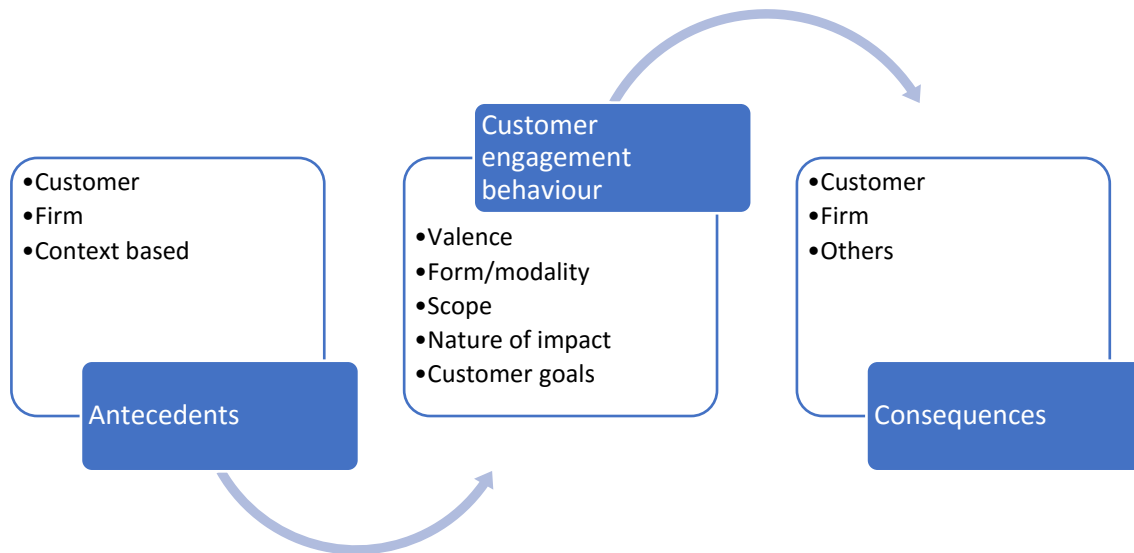 •Customer
•Firm
•Context based
Antecedents
Customer
engagement
behaviour
•Valence
•Form/modality
•Scope
•Nature of impact
•Customer goals
•Customer
•Firm
•Others
Consequences